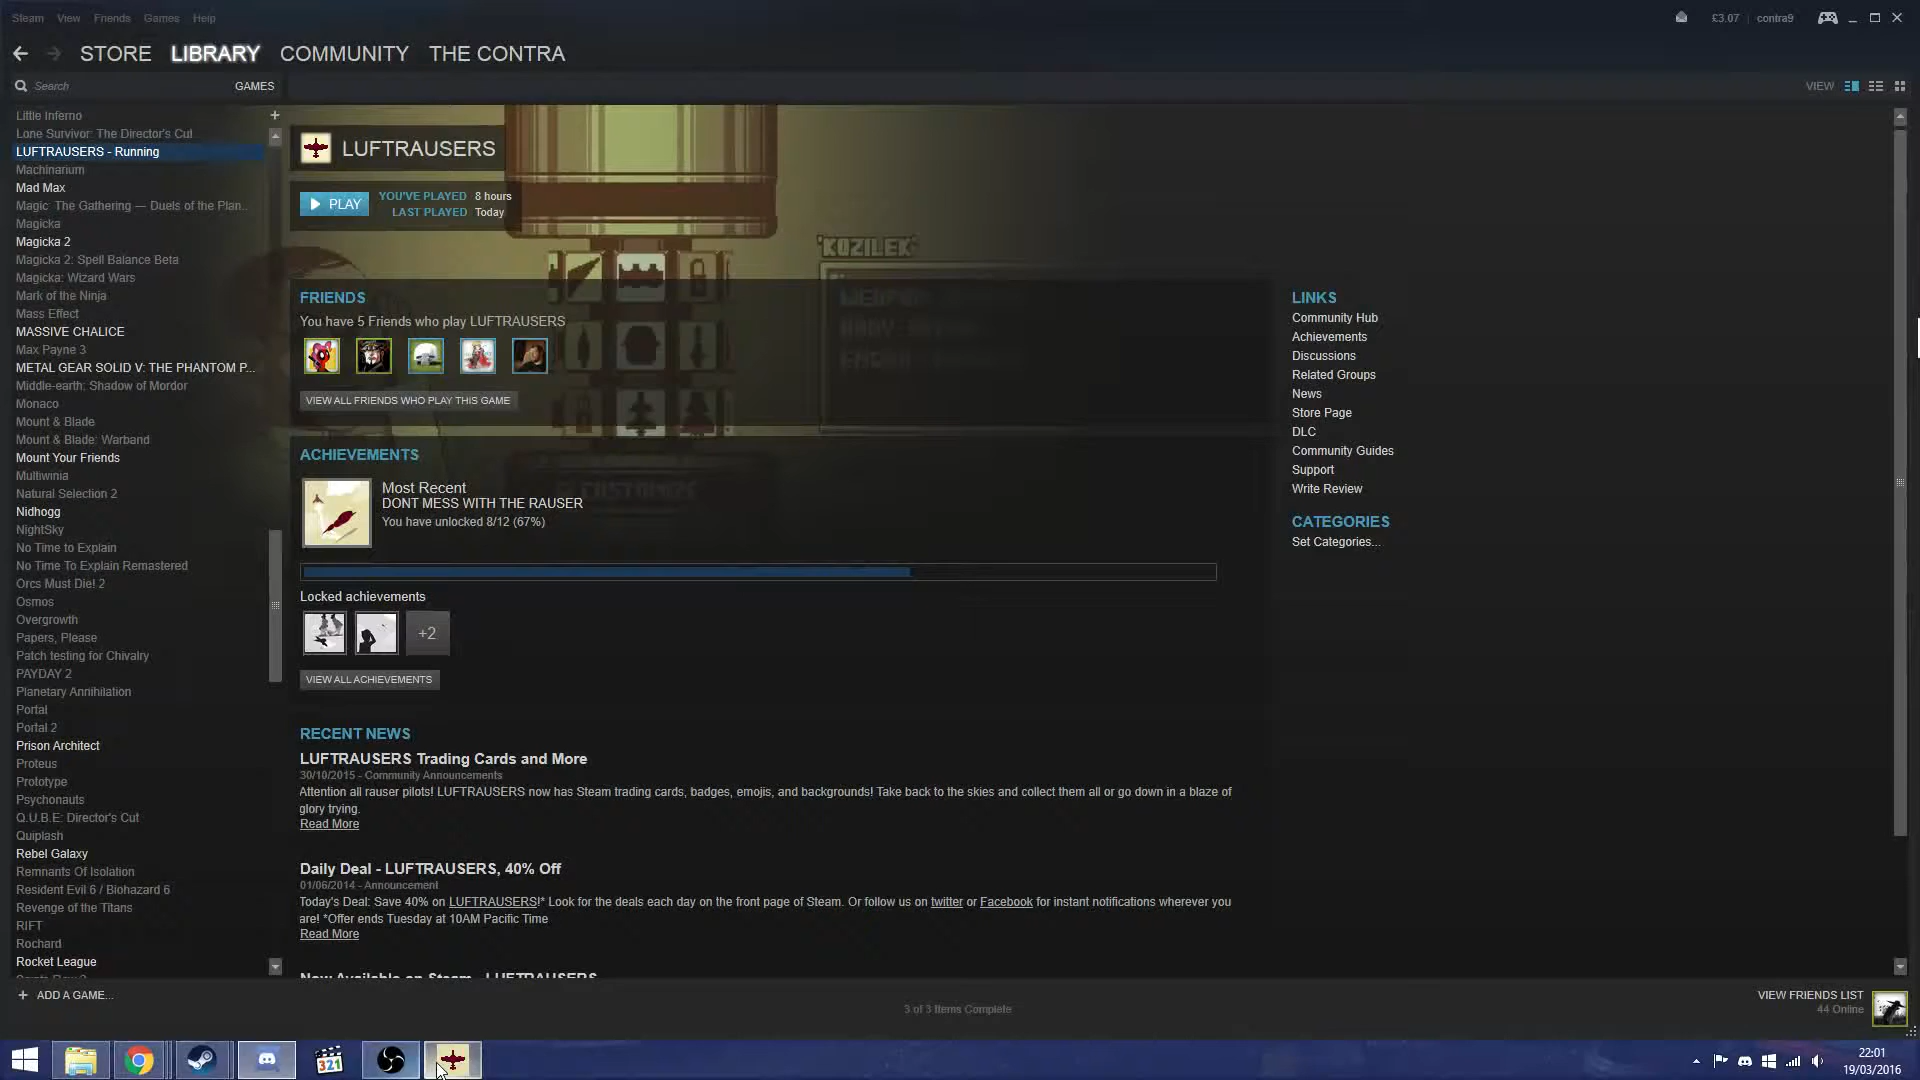 Steam View Friends Games Help
£3.07 contra9
STORE LIBRARY COMMUNITY THE CONTRA
Search GAMES
VIEW
Little Inferno
Lone Survivor: The Director's Cut
LUFTRAUSERS - Running
Machinarium
Mad Max
Magic: The Gathering — Duels of the Plan...
Magicka
Magicka 2
Magicka 2: Spell Balance Beta
Magicka: Wizard Wars
Mark of the Ninja
Mass Effect
MASSIVE CHALICE
Max Payne 3
METAL GEAR SOLID V: THE PHANTOM P...
Middle-earth: Shadow of Mordor
Monaco
Mount & Blade
Mount & Blade: Warband
Mount Your Friends
Multiwinia
Natural Selection 2
Nidhogg
NightSky
No Time to Explain
No Time To Explain Remastered
Orcs Must Die! 2
Osmos
Overgrowth
Papers, Please
Patch testing for Chivalry
PAYDAY 2
Planetary Annihilation
Portal
Portal 2
Prison Architect
Proteus
Prototype
Psychonauts
Q.U.B.E: Director's Cut
Quiplash
Rebel Galaxy
Remnants Of Isolation
Resident Evil 6 / Biohazard 6
Revenge of the Titans
RIFT
Rochard
Rocket League
+ ADD A GAME...
LUFTRAUSERS
PLAY
YOU'VE PLAYED 8 hours
LAST PLAYED Today
'KOZILEK'
FRIENDS
You have 5 Friends who play LUFTRAUSERS
VIEW ALL FRIENDS WHO PLAY THIS GAME
ACHIEVEMENTS
CUSTOMIZE
Most Recent
DONT MESS WITH THE RAUSER
You have unlocked 8/12 (67%)
Locked achievements
+2
VIEW ALL ACHIEVEMENTS
RECENT NEWS
LUFTRAUSERS Trading Cards and More
30/10/2015 - Community Announcements
Attention all rauser pilots! LUFTRAUSERS now has Steam trading cards, badges, emojis, and backgrounds! Take back to the skies and collect them all or go down in a blaze of
glory trying.
Read More
Daily Deal - LUFTRAUSERS, 40% Off
01/06/2014 - Announcement
Today's Deal: Save 40% on LUFTRAUSERS!* Look for the deals each day on the front page of Steam. Or follow us on twitter or Facebook for instant notifications wherever you
are! *Offer ends Tuesday at 10AM Pacific Time
Read More
Now Available on Steam - LUFTRAUSERS
LINKS
Community Hub
Achievements
Discussions
Related Groups
News
Store Page
DLC
Community Guides
Support
Write Review
CATEGORIES
Set Categories...
3 of 3 Items Complete
VIEW FRIENDS LIST
44 Online
321
22:01
19/03/2016